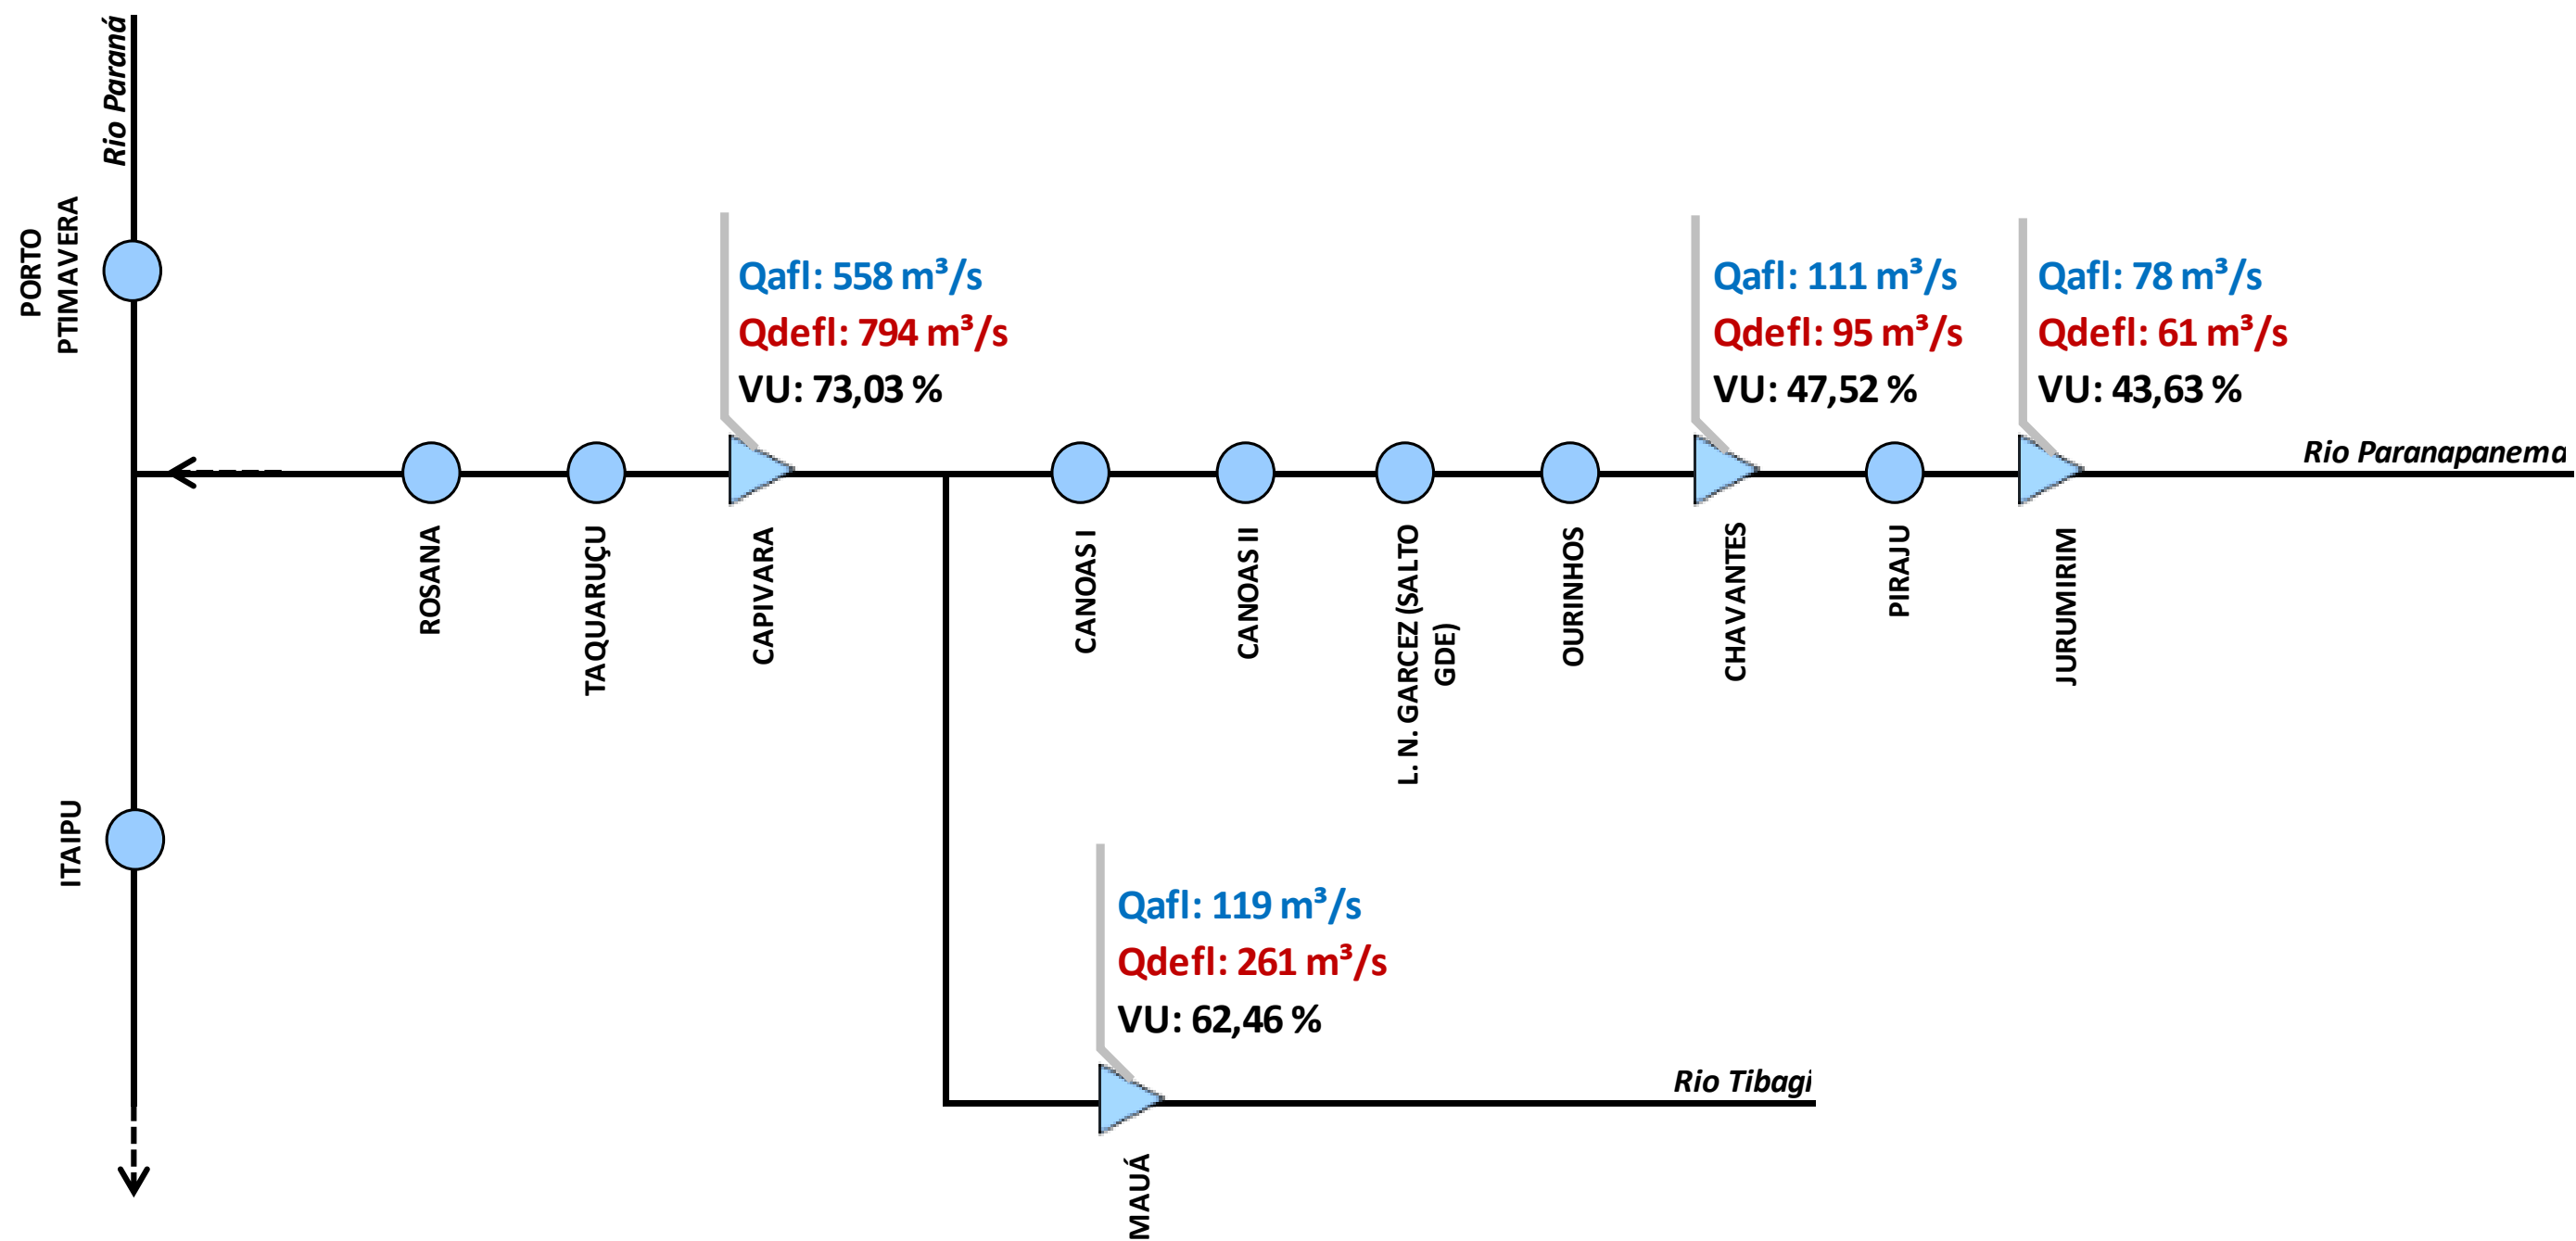 Rio Paraná
PORTO
PTIMAVERA
Qafl: 558 m³/s
Qdefl: 794 m³/s
VU: 73,03 %
Qafl: 111 m³/s
Qdefl: 95 m³/s
VU: 47,52 %
Qafl: 78 m³/s
Qdefl: 61 m³/s
VU: 43,63 %
Rio Paranapanema
ROSANA
TAQUARUÇU
CAPIVARA
CANOAS I
CANOAS II
L. N. GARCEZ (SALTO
GDE)
OURINHOS
CHAVANTES
PIRAJU
JURUMIRIM
ITAIPU
Qafl: 119 m³/s
Qdefl: 261 m³/s
VU: 62,46 %
Rio Tibagi
MAUÁ